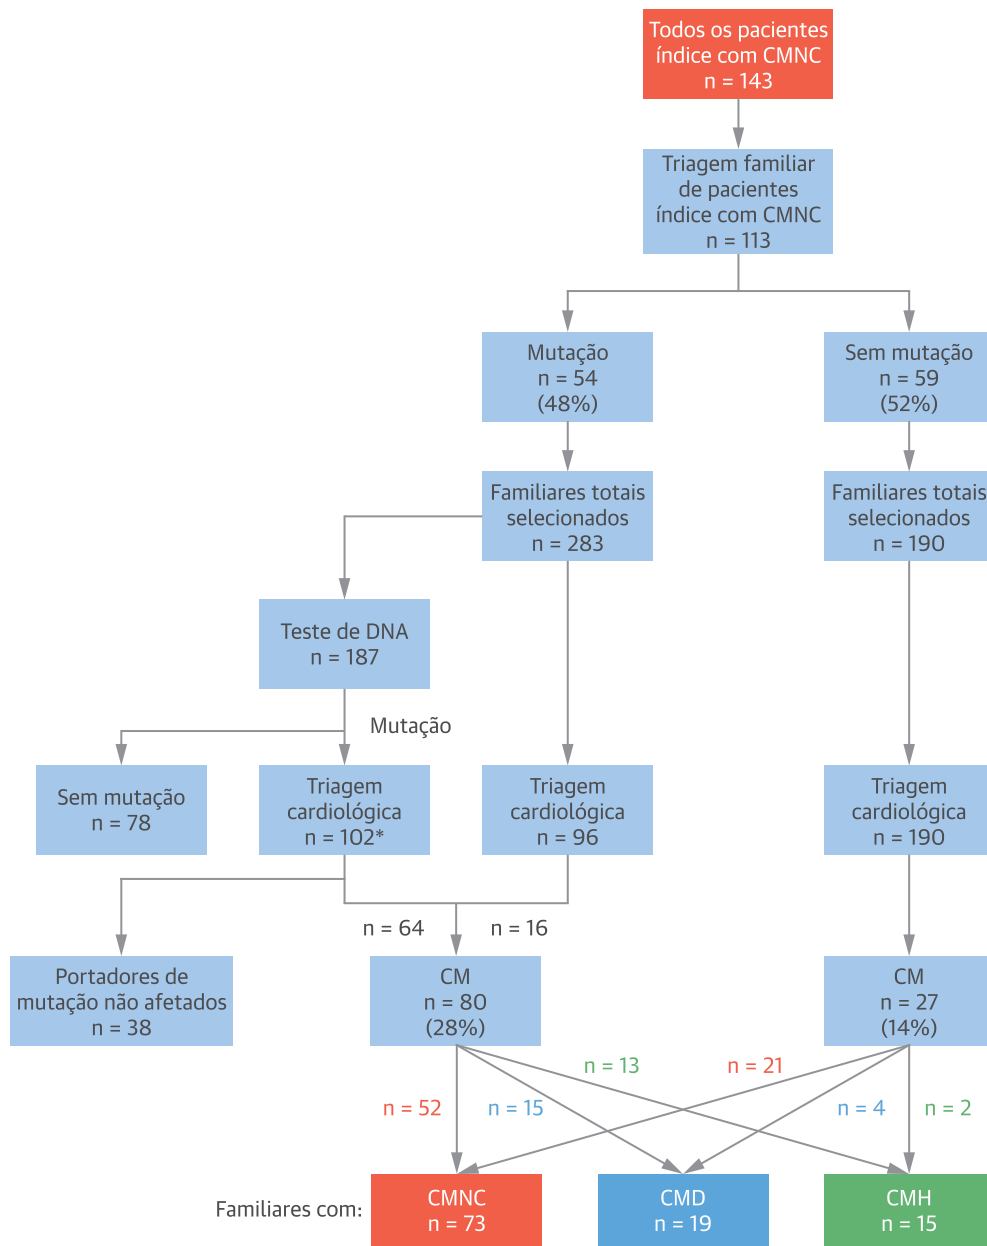 Todos os pacientes
índice com CMNC
n = 143
Triagem familiar
de pacientes
índice com CMNC
n = 113
Mutação
n = 54
(48%)
Sem mutação
n = 59
(52%)
Familiares totais
selecionados
n = 283
Familiares totais
selecionados
n = 190
Teste de DNA
n = 187
Mutação
Sem mutação
n = 78
Triagem
cardiológica
n = 102*
Triagem
cardiológica
n = 96
Triagem
cardiológica
n = 190
n = 64
n = 16
Portadores de
mutação não afetados
n = 38
CM
n = 80
(28%)
CM
n = 27
(14%)
n = 13
n = 21
n = 52
n = 15
n = 4
n = 2
Familiares com:
CMNC
n = 73
CMD
n = 19
CMH
n = 15